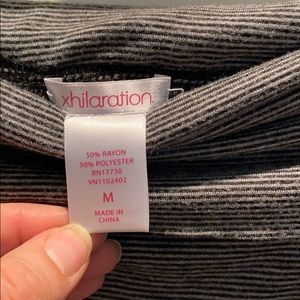 xhilaration
50% RAYON
50% POLYESTER
RN17730
VN1102402
M
MADE IN
CHINA